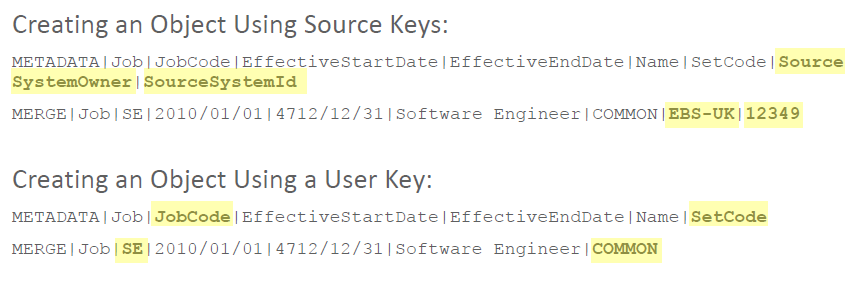 Creating an Object Using Source Keys:
METADATA|Job|JobCode|EffectiveStartDate|EffectiveEndDate|Name|SetCode|Source
SystemOwner|SourceSystemId
MERGE|Job|SE|2010/01/01|4712/12/31|Software Engineer|COMMON|EBS-UK|12349
Creating an Object Using a User Key:
METADATA|Job|JobCode|EffectiveStartDate|EffectiveEndDate|Name|SetCode
MERGE|Job|SE|2010/01/01|4712/12/31|Software Engineer|COMMON